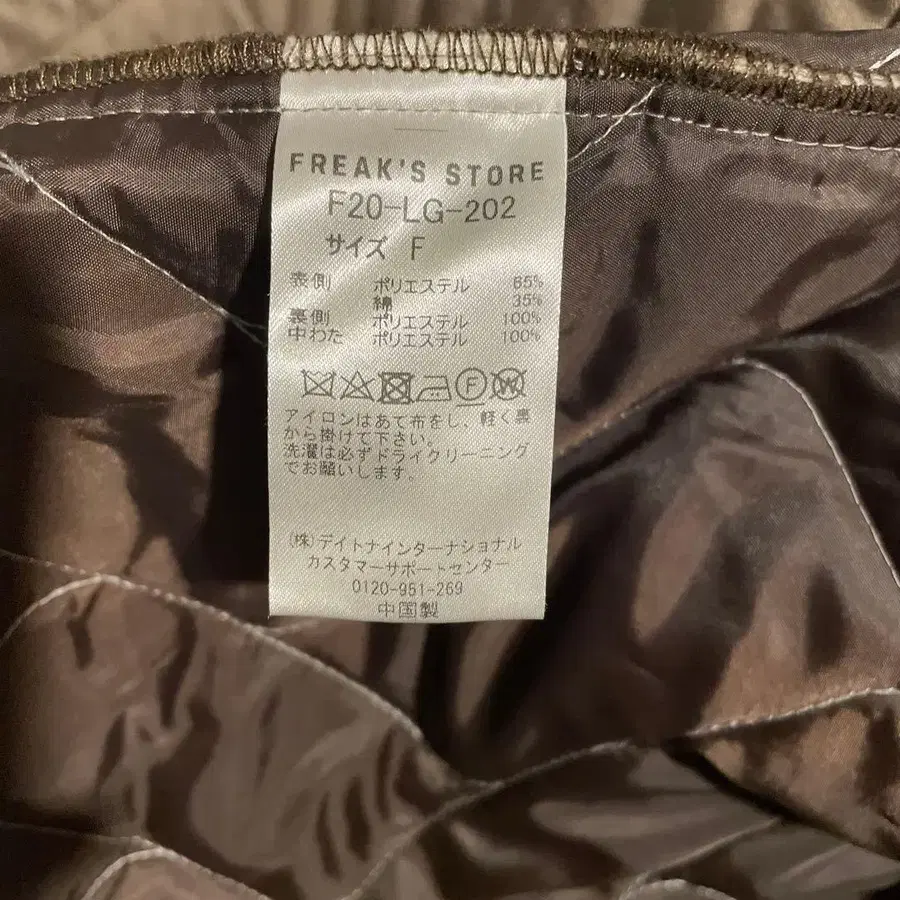 FREAK'S STORE
F20-LG-202
サイズ F
表側 ポリエステル 65%
綿 35%
裏側 ポリエステル 100%
中わた ポリエステル 100%
F W
アイロンはあて布をし、軽く裏
から掛けて下さい。
洗濯は必ずドライクリーニング
でお願いします。
(株)デイトナインターナショナル
カスタマーサポートセンター
0120-951-269
中国製